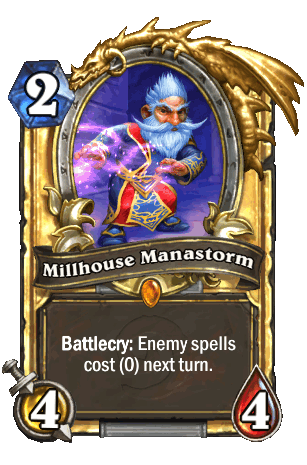 2
Millhouse Manastorm
Battlecry: Enemy spells
cost (0) next turn.
4 4